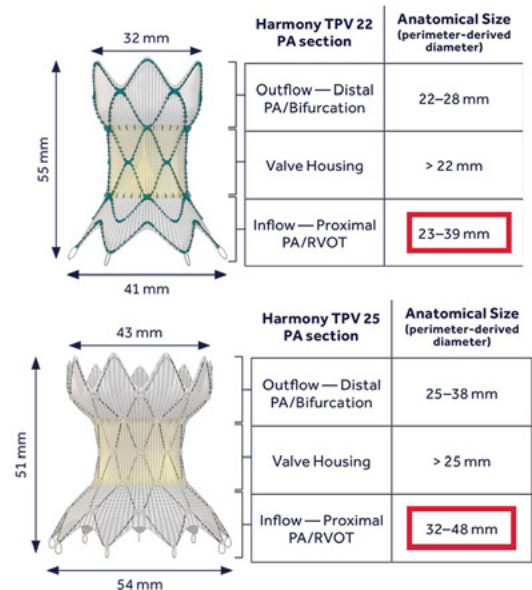 32 mm
55 mm
41 mm
Harmony TPV 22
PA section
Anatomical Size
(perimeter-derived
diameter)
Outflow — Distal
PA/Bifurcation
22–28 mm
Valve Housing
> 22 mm
Inflow — Proximal
PA/RVOT
23–39 mm
43 mm
51 mm
54 mm
Harmony TPV 25
PA section
Anatomical Size
(perimeter-derived
diameter)
Outflow — Distal
PA/Bifurcation
25–38 mm
Valve Housing
> 25 mm
Inflow — Proximal
PA/RVOT
32–48 mm